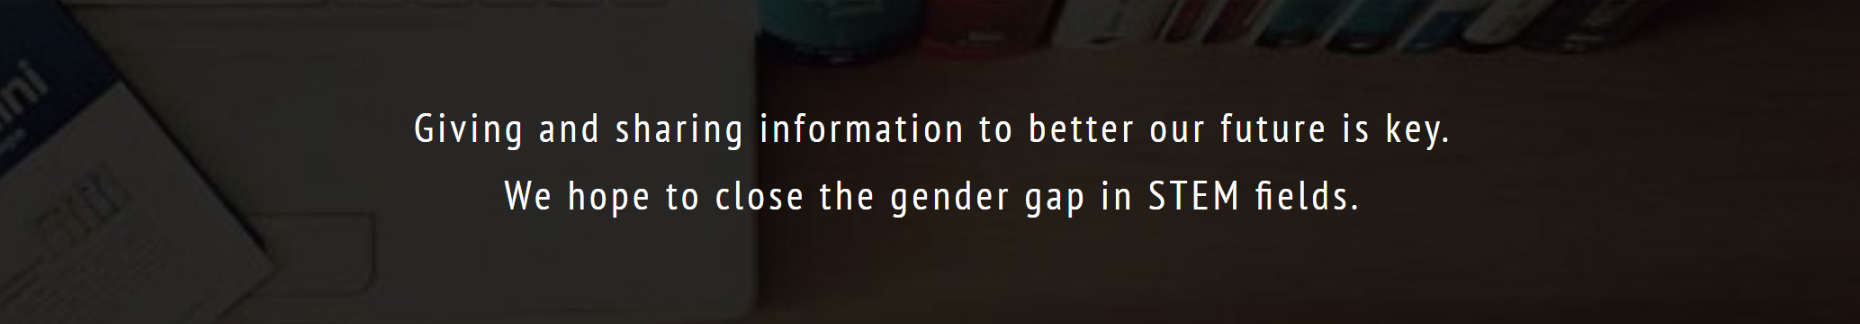 Giving and sharing information to better our future is key.
We hope to close the gender gap in STEM fields.